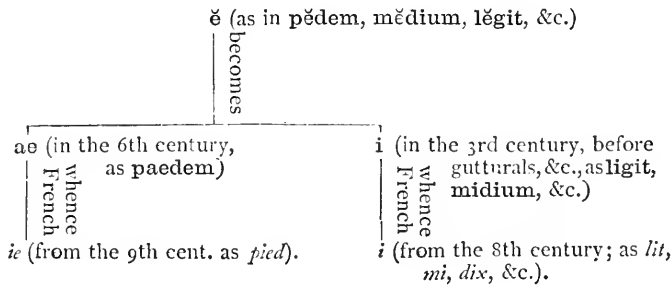 ĕ (as in pĕdem, mĕdium, lĕgit, &c.)
becomes
ae (in the 6th century,
as paedem)
whence
French
ie (from the 9th cent. as pied).
i (in the 3rd century, before
gutturals, &c., as ligit,
midium, &c.)
whence
French
i (from the 8th century; as lit,
mi, dix, &c.).